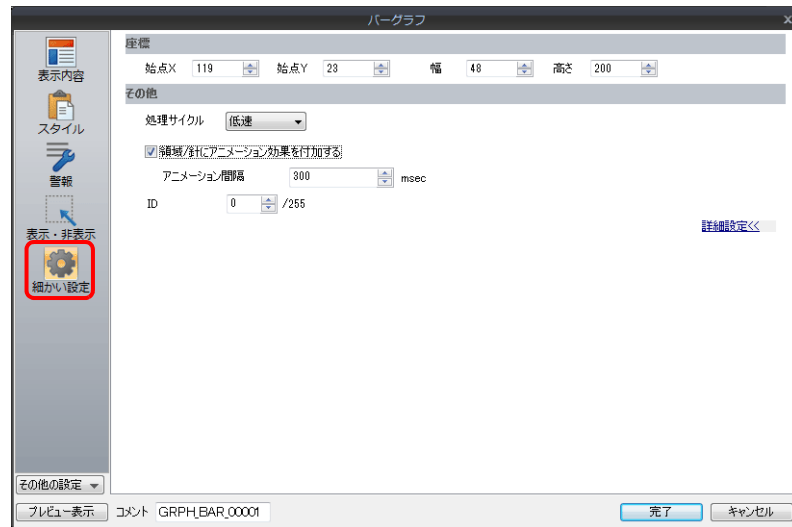 バーグラフ
x
表示内容
スタイル
警報
表示・非表示
細かい設定
その他の設定
プレビュー表示
座標
始点X 119 始点Y 23 幅 48 高さ 200
その他
処理サイクル 低速
領域/針にアニメーション効果を付加する
アニメーション間隔 300 msec
ID 0 /255
詳細設定<<
コメント GRPH_BAR_00001 完了 キャンセル